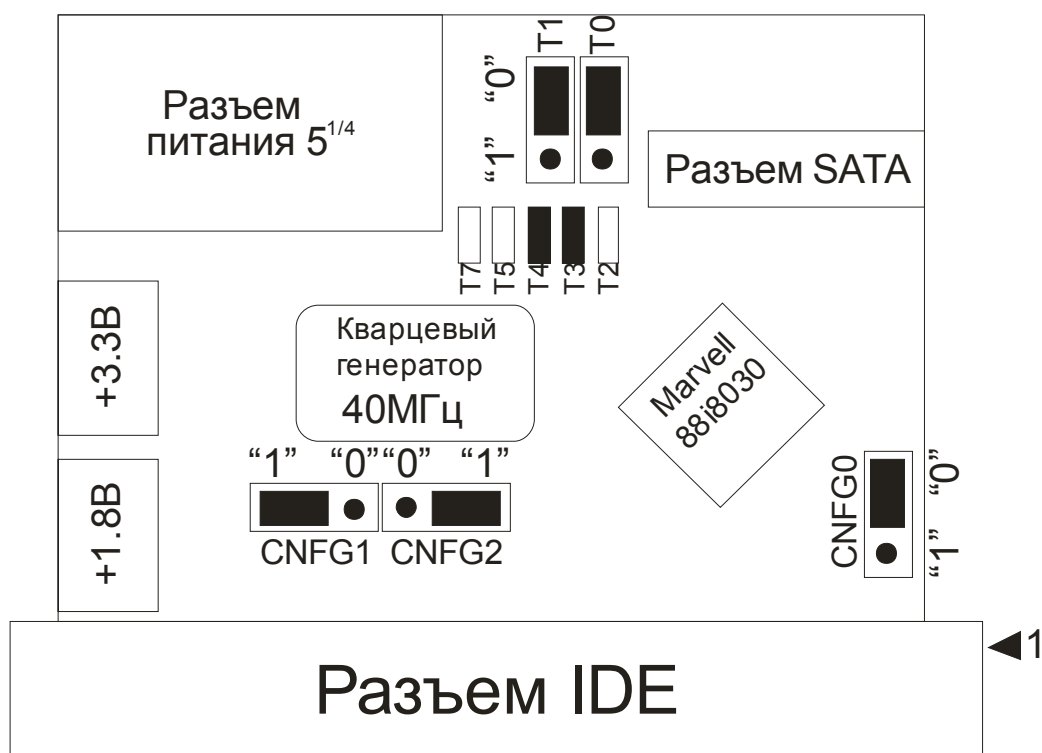 Разъем
питания 5 1/4
T1
T0
“0”
“1”
Разъем SATA
T7
T5
T4
T3
T2
+3.3В
Кварцевый
генератор
40МГц
Marvell
88i8030
“1” “0” “0” “1”
CNFG1 CNFG2
+1.8В
CNFG0
“0”
“1”
1
Разъем IDE